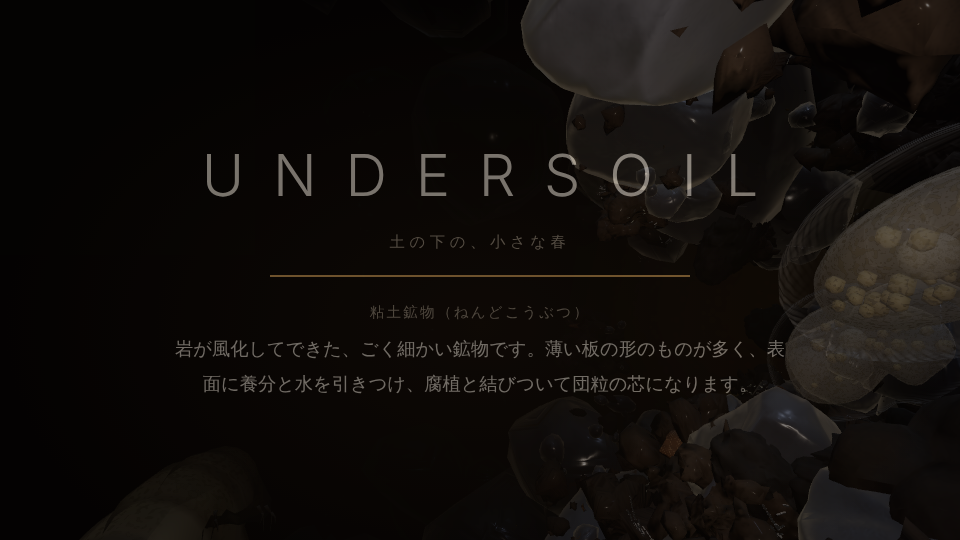 UNDERSOIL
土の下の、小さな春
粘土鉱物（ねんどこうぶつ）
岩が風化してできた、ごく細かい鉱物です。薄い板の形のものが多く、表
面に養分と水を引きつけ、腐植と結びついて団粒の芯になります。